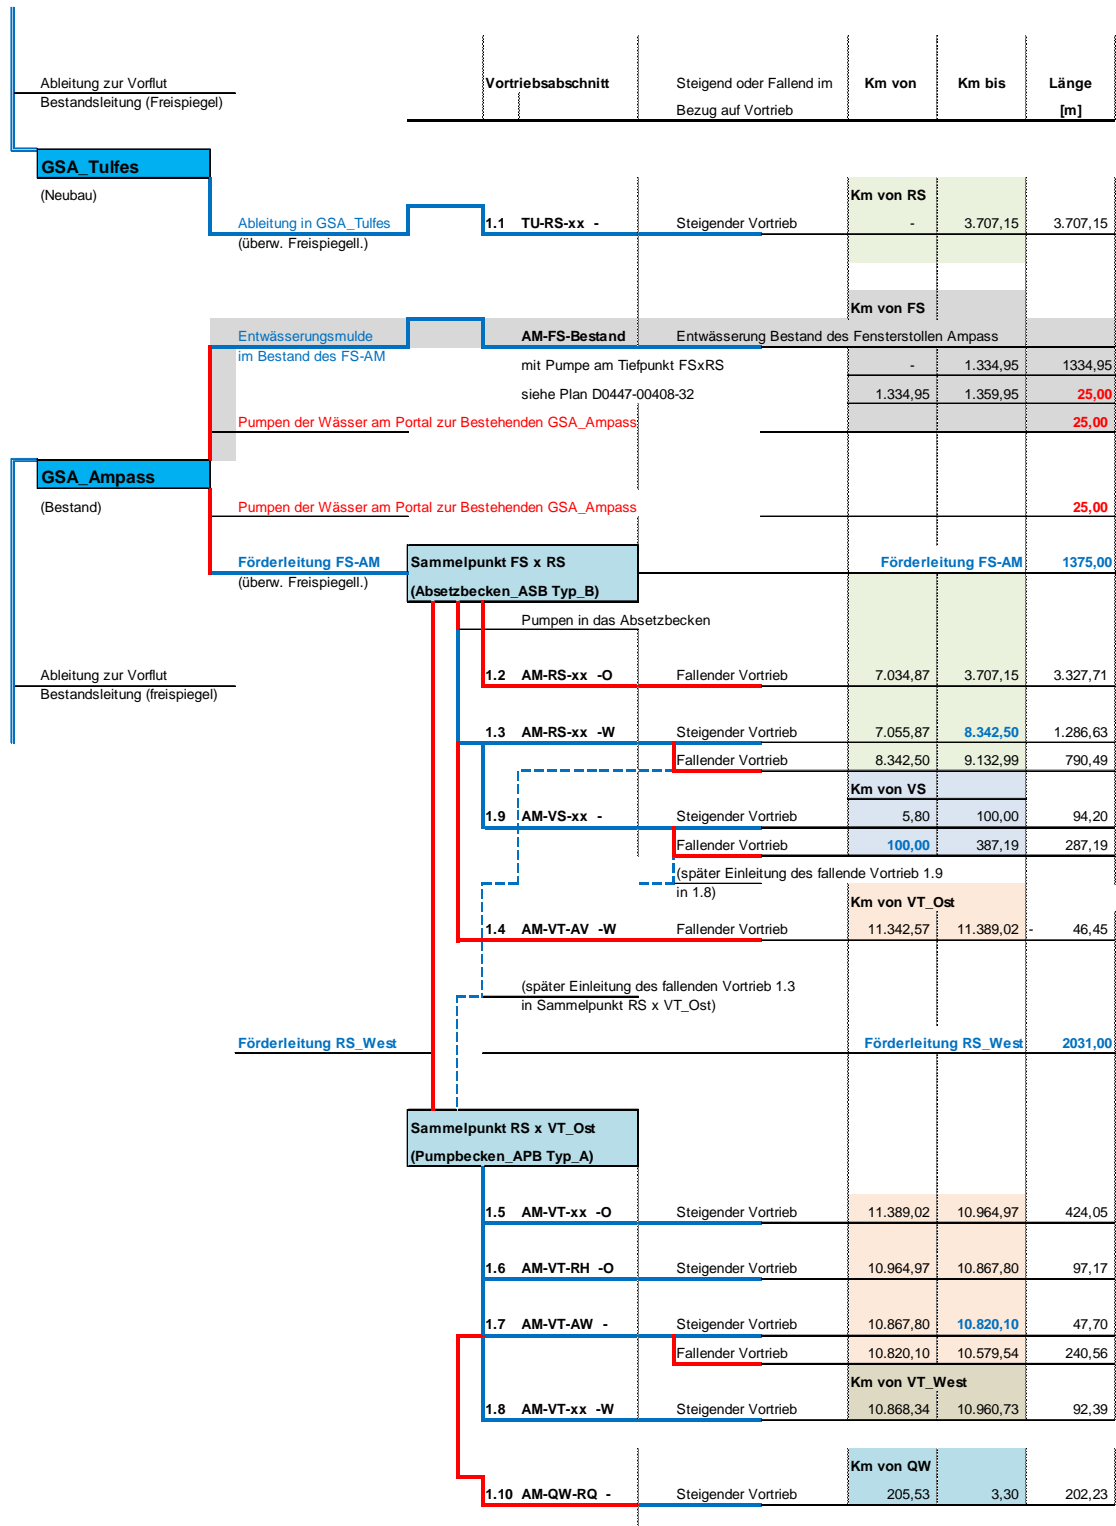 Ableitung zur Vorflut
Bestandsleitung (Freispiegel)
Vortriebsabschnitt Steigend oder Fallend im Km von Km bis Länge
Bezug auf Vortrieb [m]
GSA_Tulfes
(Neubau) Km von RS
Ableitung in GSA_Tulfes 1.1 TU-RS-xx - Steigender Vortrieb - 3.707,15 3.707,15
(überw. Freispiegell.)
Km von FS
Entwässerungsmulde AM-FS-Bestand Entwässerung Bestand des Fensterstollen Ampass
im Bestand des FS-AM mit Pumpe am Tiefpunkt FSxRS - 1.334,95 1334,95
siehe Plan D0447-00408-32 1.334,95 1.359,95 25,00
Pumpen der Wässer am Portal zur Bestehenden GSA_Ampass 25,00
GSA_Ampass
(Bestand) Pumpen der Wässer am Portal zur Bestehenden GSA_Ampass 25,00
Förderleitung FS-AM Sammelpunkt FS x RS Förderleitung FS-AM 1375,00
(überw. Freispiegell.) (Absetzbecken_ASB Typ_B)
Pumpen in das Absetzbecken
Ableitung zur Vorflut 1.2 AM-RS-xx -O Fallender Vortrieb 7.034,87 3.707,15 3.327,71
Bestandsleitung (freispiegel)
1.3 AM-RS-xx -W Steigender Vortrieb 7.055,87 8.342,50 1.286,63
Fallender Vortrieb 8.342,50 9.132,99 790,49
Km von VS
1.9 AM-VS-xx - Steigender Vortrieb 5,80 100,00 94,20
Fallender Vortrieb 100,00 387,19 287,19
(später Einleitung des fallende Vortrieb 1.9
in 1.8)
Km von VT_Ost
1.4 AM-VT-AV -W Fallender Vortrieb 11.342,57 11.389,02 - 46,45
(später Einleitung des fallenden Vortrieb 1.3
in Sammelpunkt RS x VT_Ost)
Förderleitung RS_West Förderleitung RS_West 2031,00
Sammelpunkt RS x VT_Ost
(Pumpbecken_APB Typ_A)
1.5 AM-VT-xx -O Steigender Vortrieb 11.389,02 10.964,97 424,05
1.6 AM-VT-RH -O Steigender Vortrieb 10.964,97 10.867,80 97,17
1.7 AM-VT-AW - Steigender Vortrieb 10.867,80 10.820,10 47,70
Fallender Vortrieb 10.820,10 10.579,54 240,56
Km von VT_West
1.8 AM-VT-xx -W Steigender Vortrieb 10.868,34 10.960,73 92,39
Km von QW
1.10 AM-QW-RQ - Steigender Vortrieb 205,53 3,30 202,23